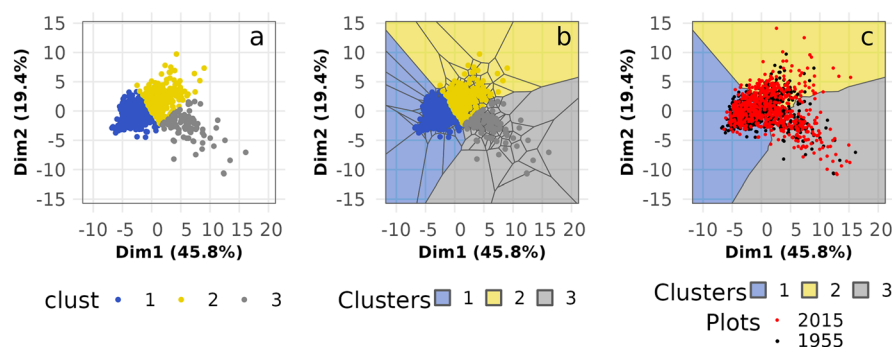 15 a
10
5
0
-5
-10
-15
Dim2 (19.4%)
-10 -5 0 5 10 15 20
Dim1 (45.8%)
clust 1 2 3
15 b
10
5
0
-5
-10
-15
Dim2 (19.4%)
-10 -5 0 5 10 15 20
Dim1 (45.8%)
Clusters 1 2 3
15 c
10
5
0
-5
-10
-15
Dim2 (19.4%)
-10 -5 0 5 10 15 20
Dim1 (45.8%)
Clusters 1 2 3
Plots 2015
1955